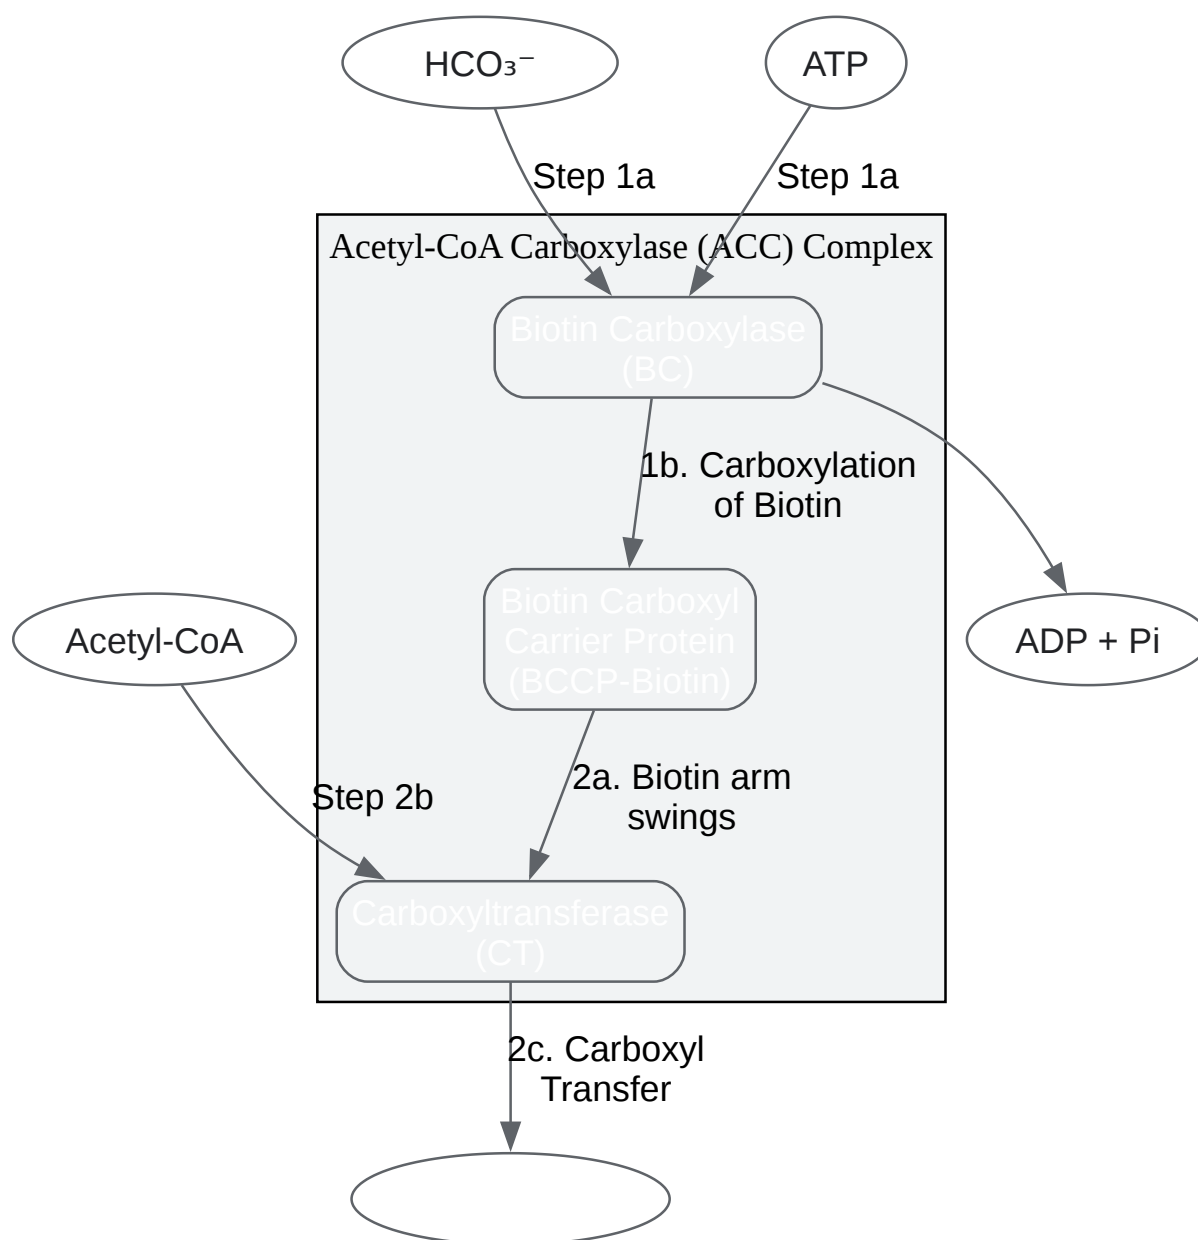 HCO₃⁻
ATP
Step 1a
Step 1a
Acetyl-CoA Carboxylase (ACC) Complex
Biotin Carboxylase
(BC)
1b. Carboxylation
of Biotin
Biotin Carboxyl
Carrier Protein
(BCCP-Biotin)
Acetyl-CoA
ADP + Pi
2a. Biotin arm
swings
Step 2b
Carboxyltransferase
(CT)
2c. Carboxyl
Transfer